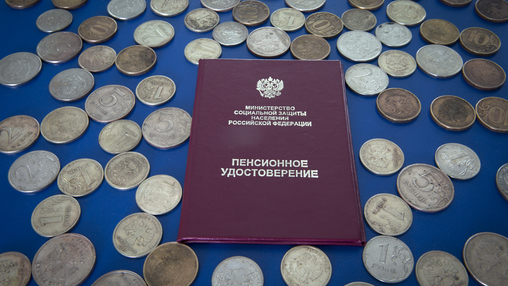 МИНИСТЕРСТВО
СОЦИАЛЬНОЙ ЗАЩИТЫ
НАСЕЛЕНИЯ
РОССИЙСКОЙ ФЕДЕРАЦИИ
ПЕНСИОННОЕ
УДОСТОВЕРЕНИЕ